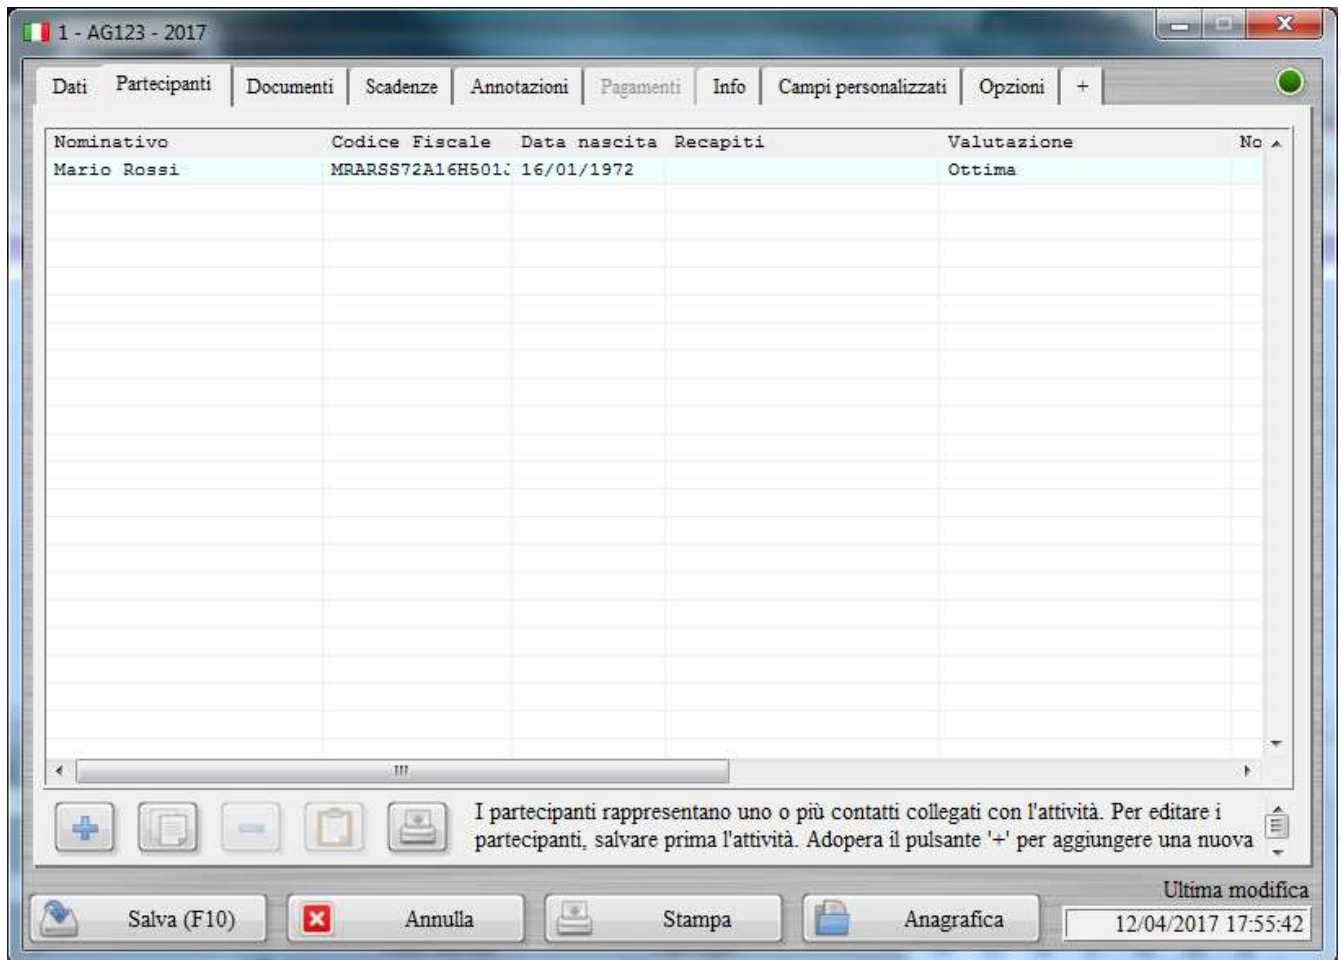 1 - AG123 - 2017
Dati Partecipanti Documenti Scadenze Annotazioni Pagamenti Info Campi personalizzati Opzioni +
Nominativo Codice Fiscale Data nascita Recapiti Valutazione No
Mario Rossi MRARSS72A16H501 16/01/1972 Ottima
I partecipanti rappresentano uno o più contatti collegati con l'attività. Per editare i
partecipanti, salvare prima l'attività. Adopera il pulsante '+' per aggiungere una nuova
Ultima modifica
Salva (F10) Annulla Stampa Anagrafica 12/04/2017 17:55:42